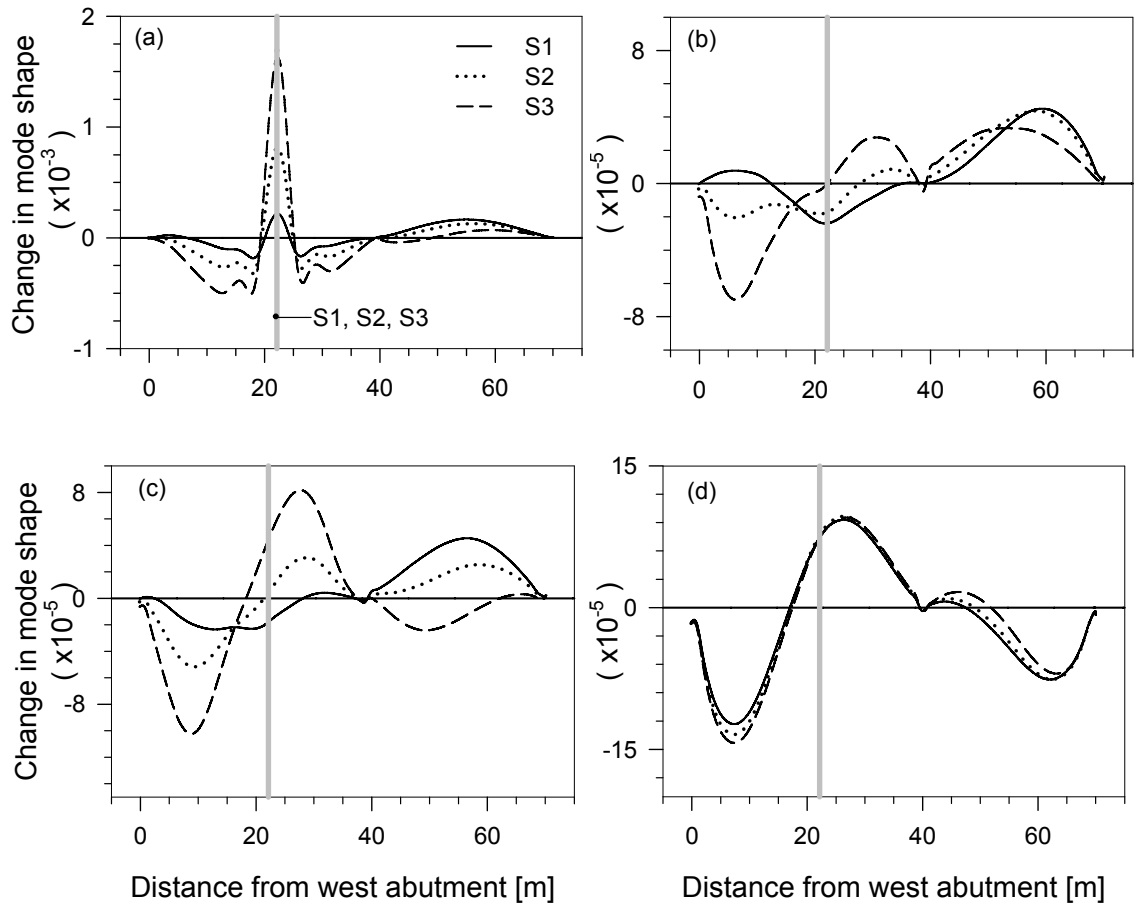 (a)
S1
S2
S3
2
1
0
-1
Change in mode shape
( x10-3 )
S1, S2, S3
0 20 40 60
(b)
8
0
-8
( x10-5 )
0 20 40 60
(c)
8
0
-8
Change in mode shape
( x10-5 )
0 20 40 60
Distance from west abutment [m]
(d)
15
0
-15
( x10-5 )
0 20 40 60
Distance from west abutment [m]